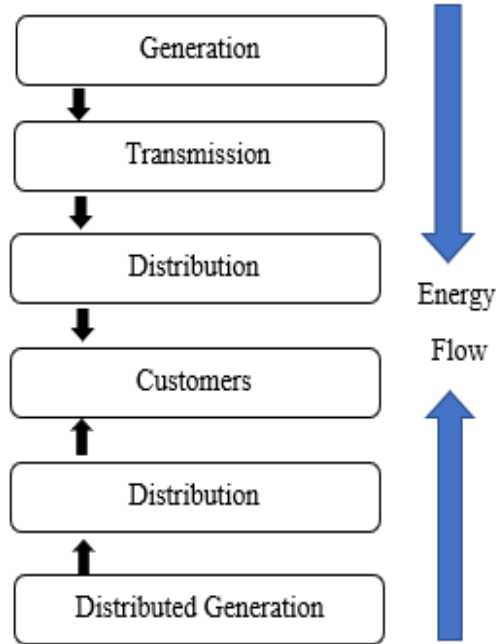 Generation
Transmission
Distribution
Energy
Flow
Customers
Distribution
Distributed Generation